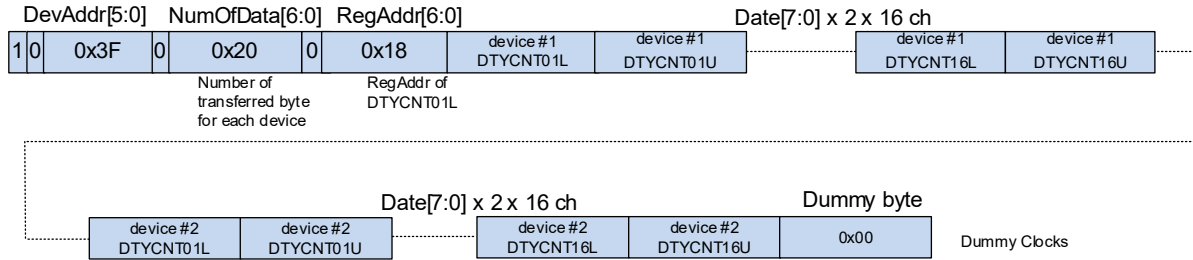 DevAddr[5:0] NumOfData[6:0] RegAddr[6:0] Date[7:0] x 2 x 16 ch
1 0 0x3F 0 0x20 0 0x18 device #1 DTYCNT01L device #1 DTYCNT01U device #1 DTYCNT16L device #1 DTYCNT16U
Number of transferred byte for each device
RegAddr of DTYCNT01L
Date[7:0] x 2 x 16 ch Dummy byte
device #2 DTYCNT01L device #2 DTYCNT01U device #2 DTYCNT16L device #2 DTYCNT16U 0x00 Dummy Clocks